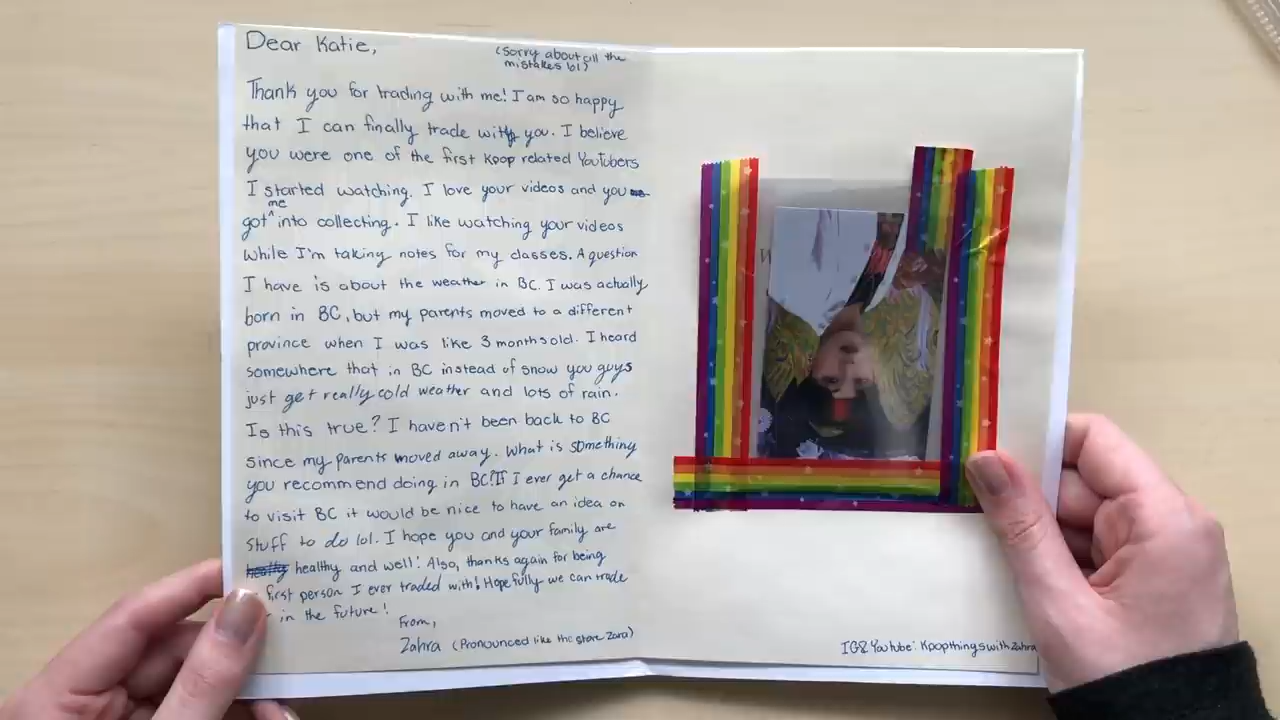 Dear Katie,
(Sorry about all the
mistakes lol)
Thank you for trading with me! I am so happy
that I can finally trade with you. I believe
you were one of the first Kpop related YouTubers
I started watching. I love your videos and you
me
got ^ into collecting. I like watching your videos
while I'm taking notes for my classes. A question
I have is about the weather in BC. I was actually
born in BC, but my parents moved to a different
province when I was like 3 months old. I heard
somewhere that in BC instead of snow you guys
just get really cold weather and lots of rain.
Is this true? I haven't been back to BC
since my parents moved away. What is something
you recommend doing in BC? If I ever get a chance
to visit BC it would be nice to have an idea on
stuff to do lol. I hope you and your family are
healthy and well! Also, thanks again for being
first person I ever traded with! Hopefully we can trade
in the future!
From,
Zahra (Pronounced like the store Zara)
IG & YouTube: Kpopthingswithzahra